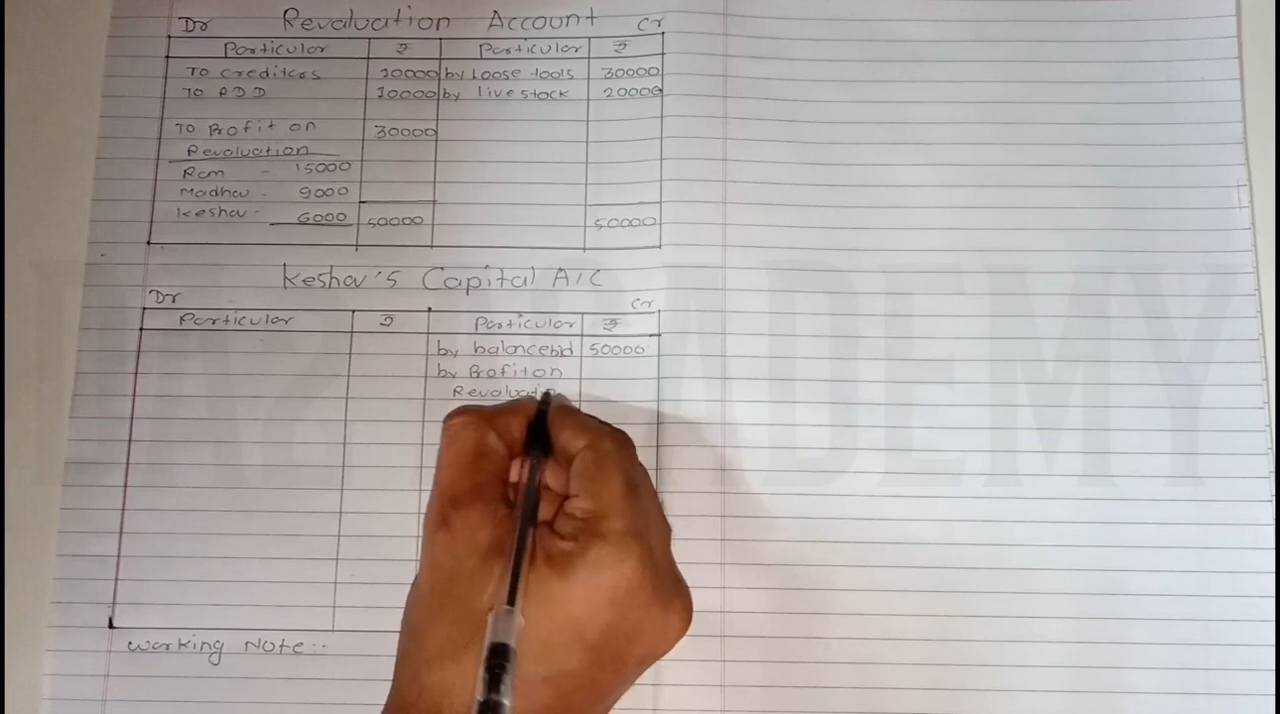 Dr Revaluation Account Cr
Particular ₹ Particular ₹
To Creditors 10000 by Loose tools 30000
To RDD 10000 by live stock 20000
To Profit on 30000
Revaluation
Ram - 15000
Madhav - 9000
Keshav - 6000 50000 50000
Keshav's Capital A/C
Dr Cr
Particular ₹ Particular ₹
by balance b/d 50000
by Profit on
Revaluatio
Working Note:-
ACADEMY